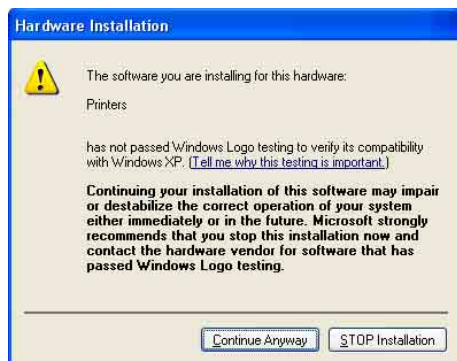 Hardware Installation
The software you are installing for this hardware:
Printers
has not passed Windows Logo testing to verify its compatibility
with Windows XP. (Tell me why this testing is important.)
Continuing your installation of this software may impair
or destabilize the correct operation of your system
either immediately or in the future. Microsoft strongly
recommends that you stop this installation now and
contact the hardware vendor for software that has
passed Windows Logo testing.
Continue Anyway
STOP Installation